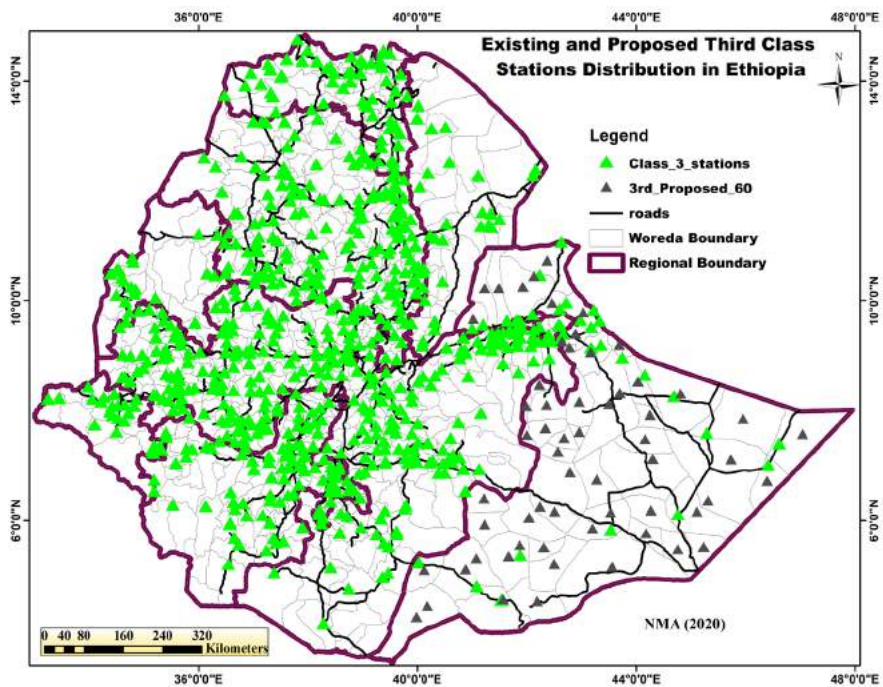 36°0'0"E 40°0'0"E 44°0'0"E 48°0'0"E
Existing and Proposed Third Class
Stations Distribution in Ethiopia
N
14°0'0"N
14°0'0"N
Legend
Class_3_stations
3rd_Proposed_60
roads
Woreda Boundary
Regional Boundary
10°0'0"N
10°0'0"N
6°0'0"N
6°0'0"N
NMA (2020)
0 40 80 160 240 320
Kilometers
36°0'0"E 40°0'0"E 44°0'0"E 48°0'0"E